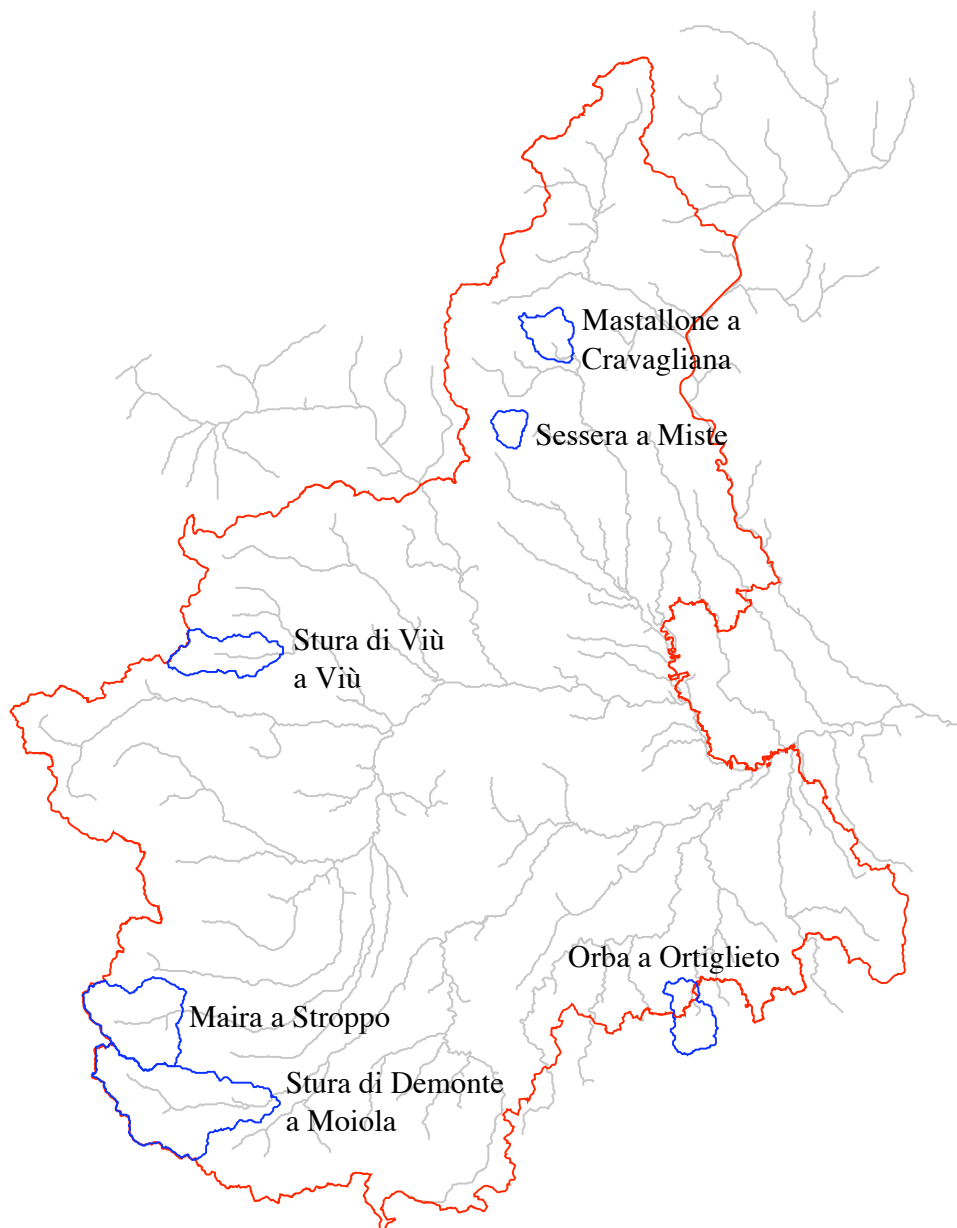 Mastallone a
Cravagliana
Sessera a Miste
Stura di Viù
a Viù
Orba a Ortiglieto
Maira a Stroppo
Stura di Demonte
a Moiola